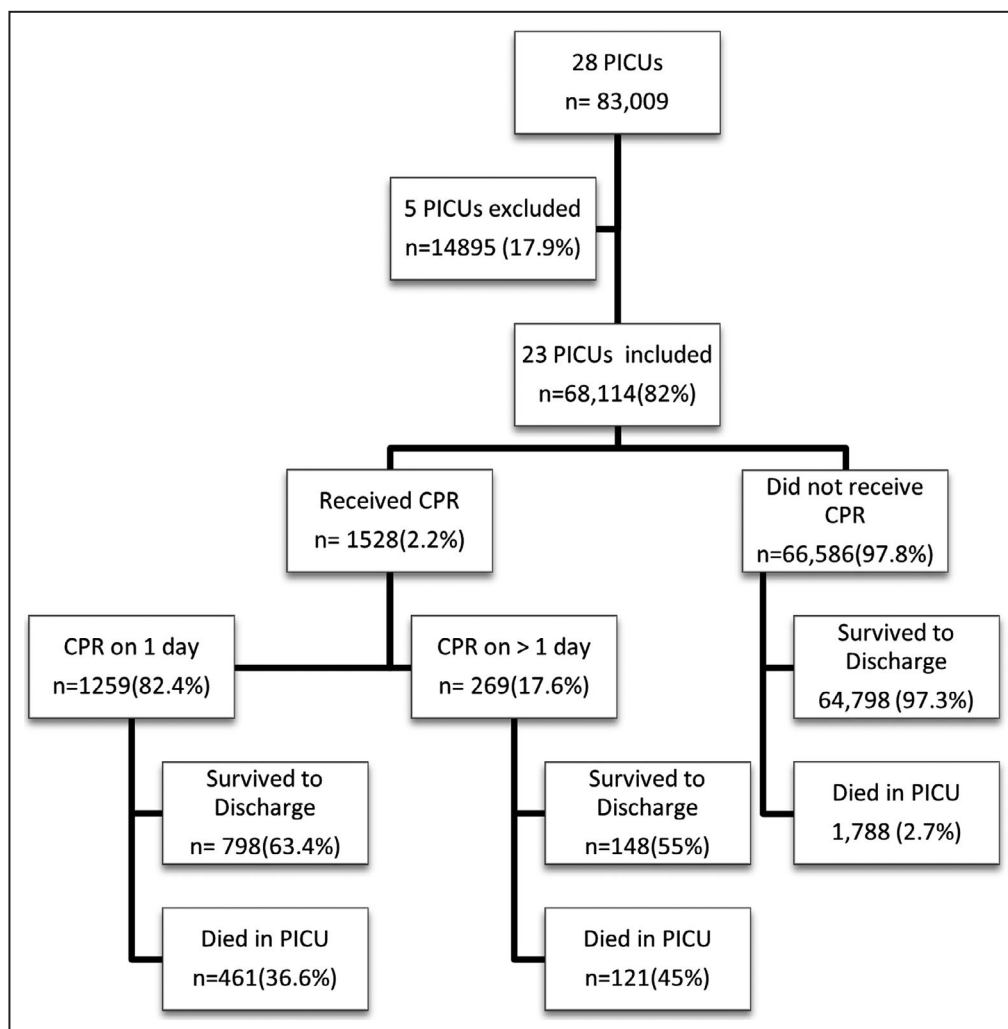 28 PICUs
n= 83,009
5 PICUs excluded
n=14895 (17.9%)
23 PICUs  included
n=68,114(82%)
Received CPR
n= 1528(2.2%)
Did not receive
CPR
n=66,586(97.8%)
CPR on 1 day
n=1259(82.4%)
CPR on > 1 day
n= 269(17.6%)
Survived to
Discharge
64,798 (97.3%)
Survived to
Discharge
n= 798(63.4%)
Survived to
Discharge
n=148(55%)
Died in PICU
1,788 (2.7%)
Died in PICU
n=461(36.6%)
Died in PICU
n=121(45%)